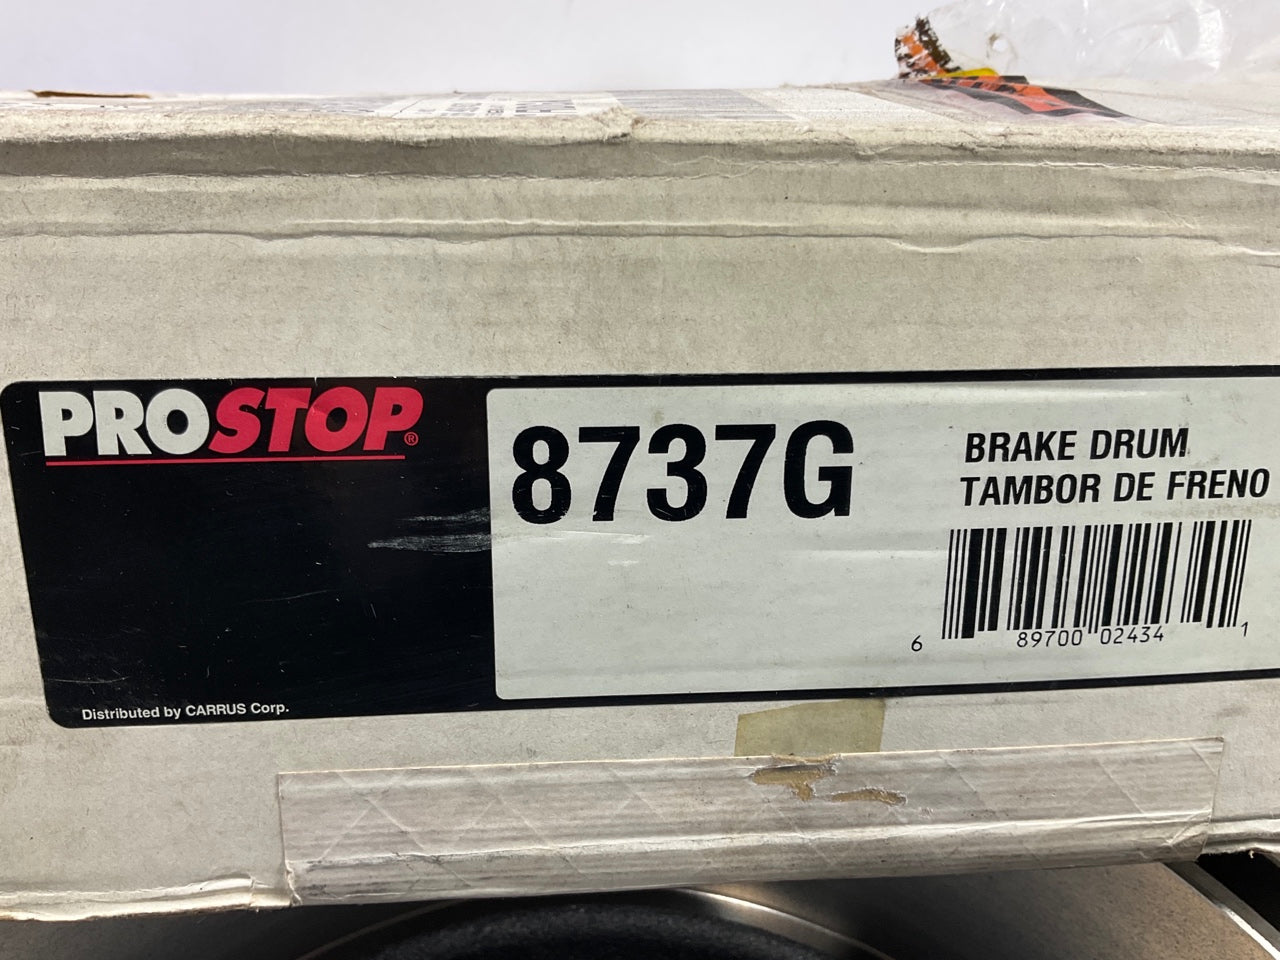 PROSTOP®
8737G
BRAKE DRUM
TAMBOR DE FRENO
6 89700 02434 1
Distributed by CARRUS Corp.